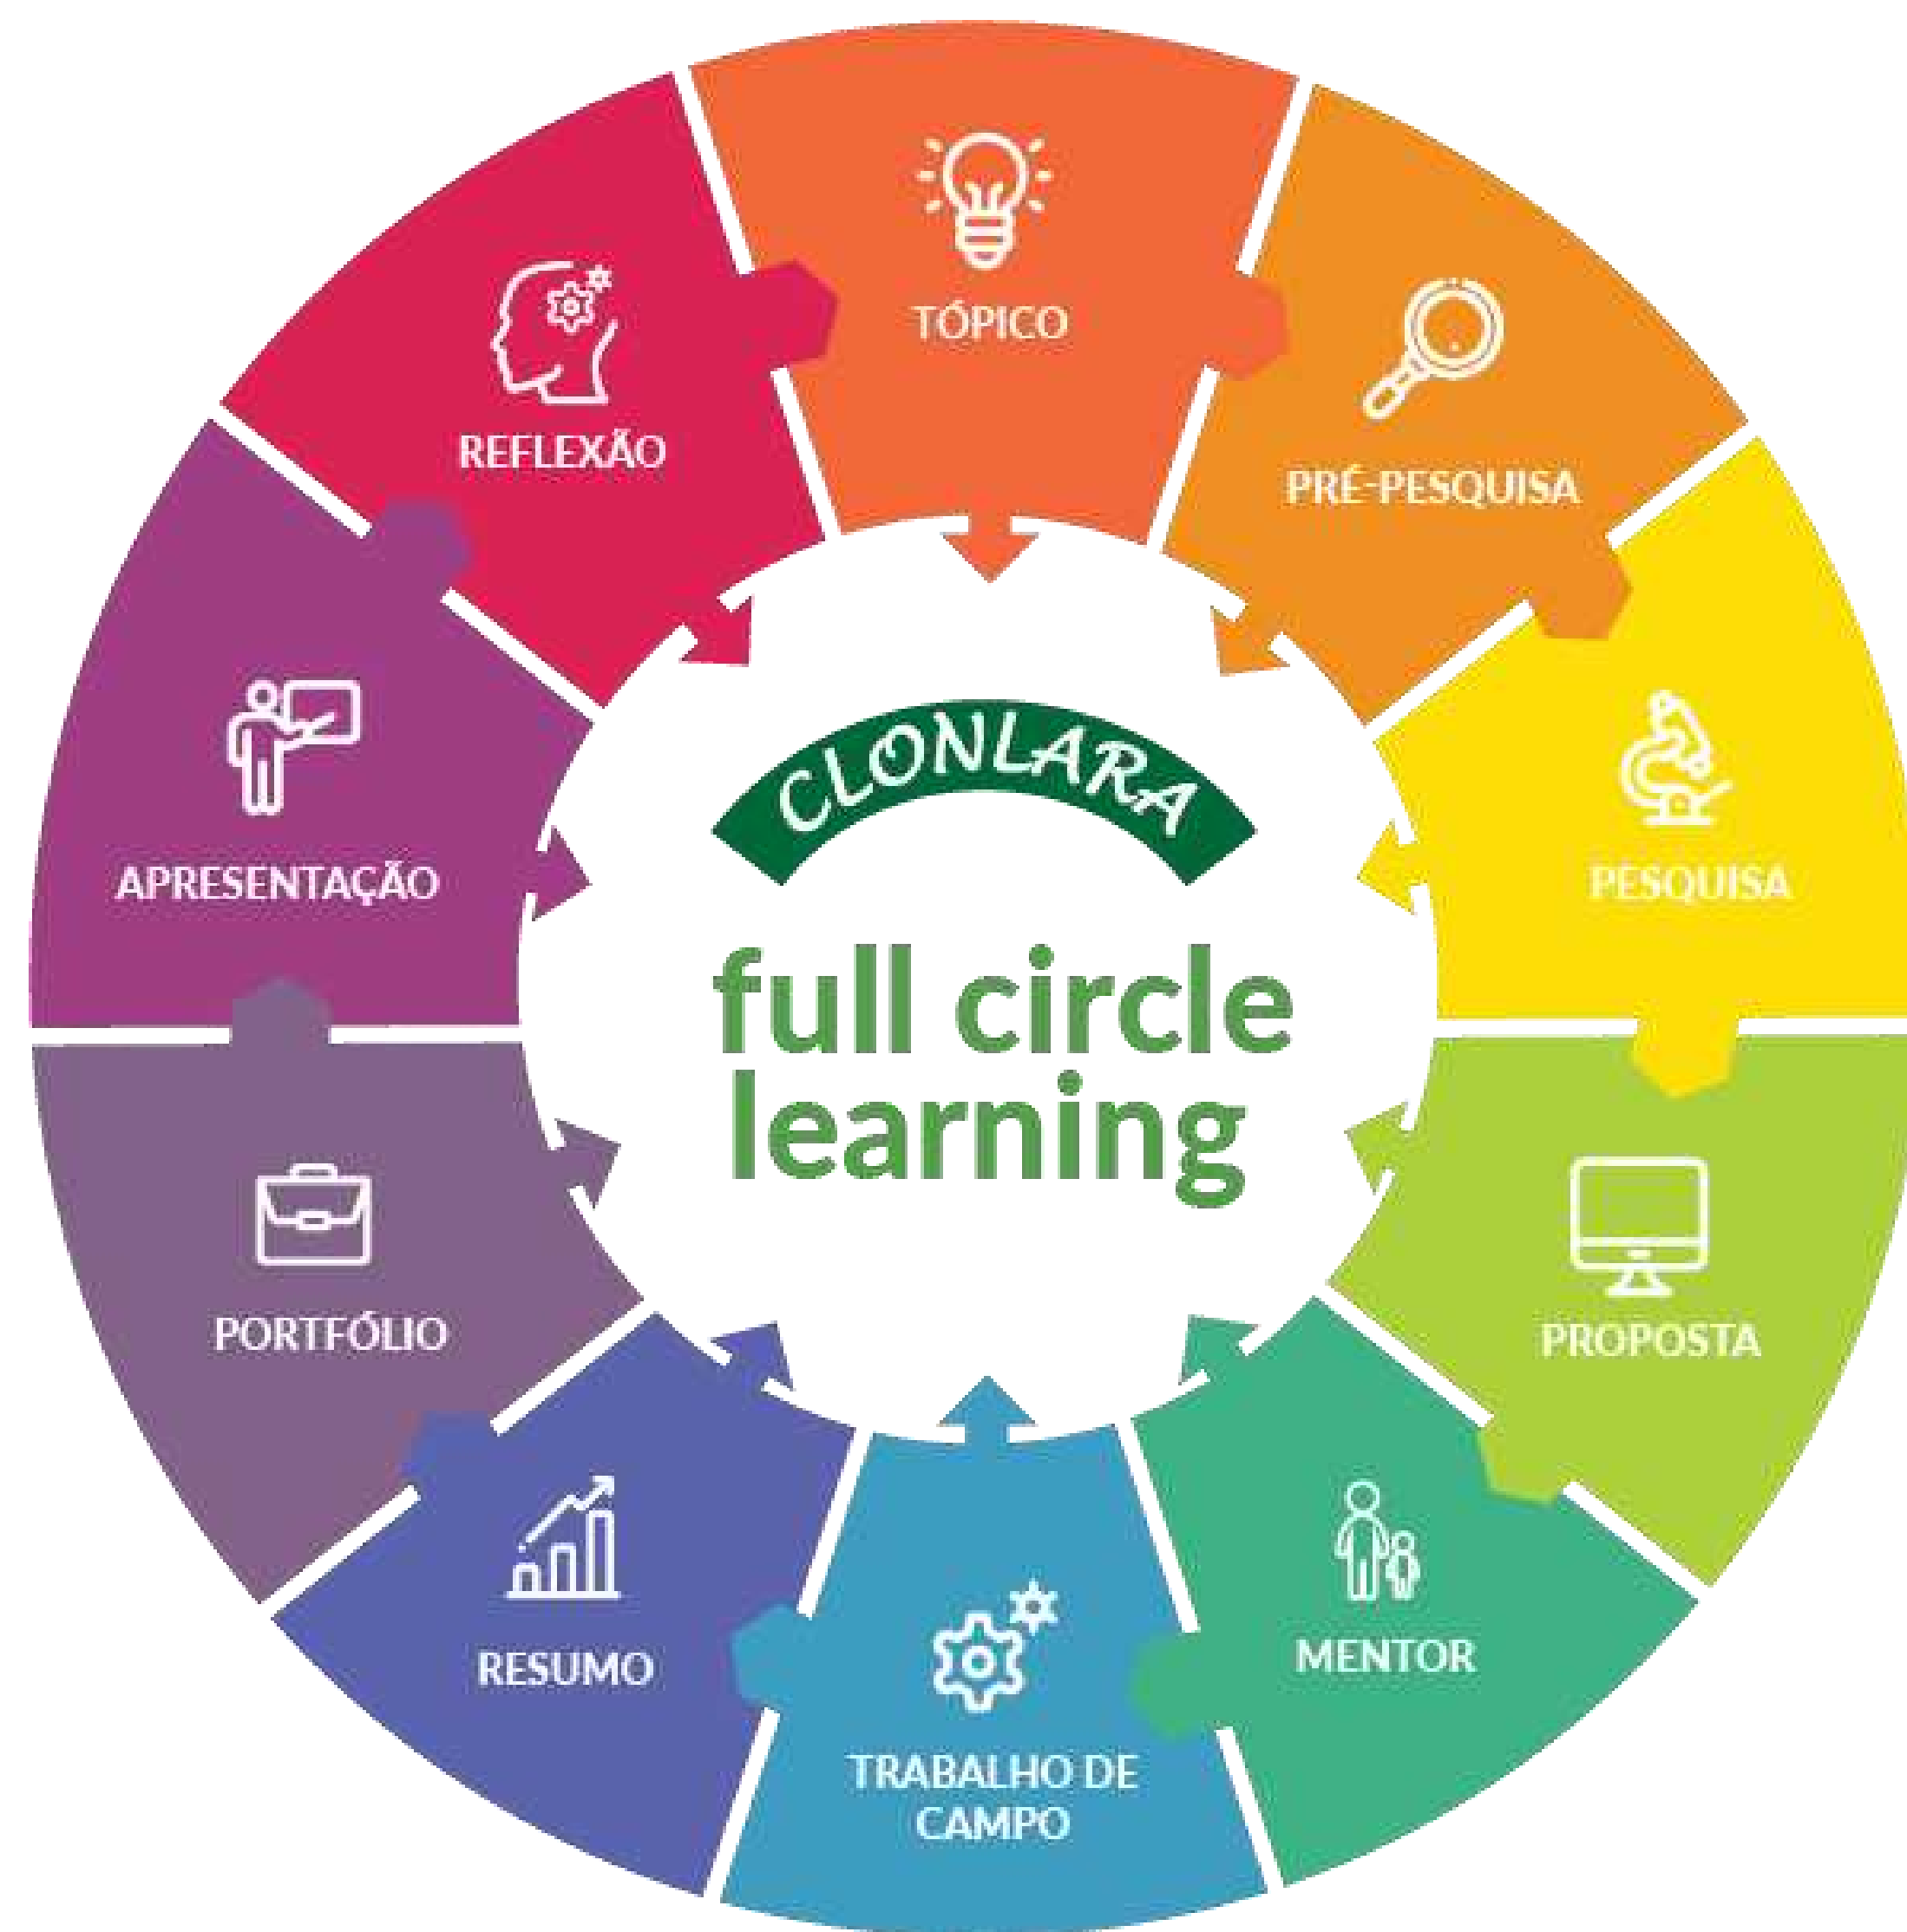 TÓPICO
PRÉ-PESQUISA
PESQUISA
PROPOSTA
MENTOR
TRABALHO DE
CAMPO
RESUMO
PORTFÓLIO
APRESENTAÇÃO
REFLEXÃO
CLONLARA
full circle
learning